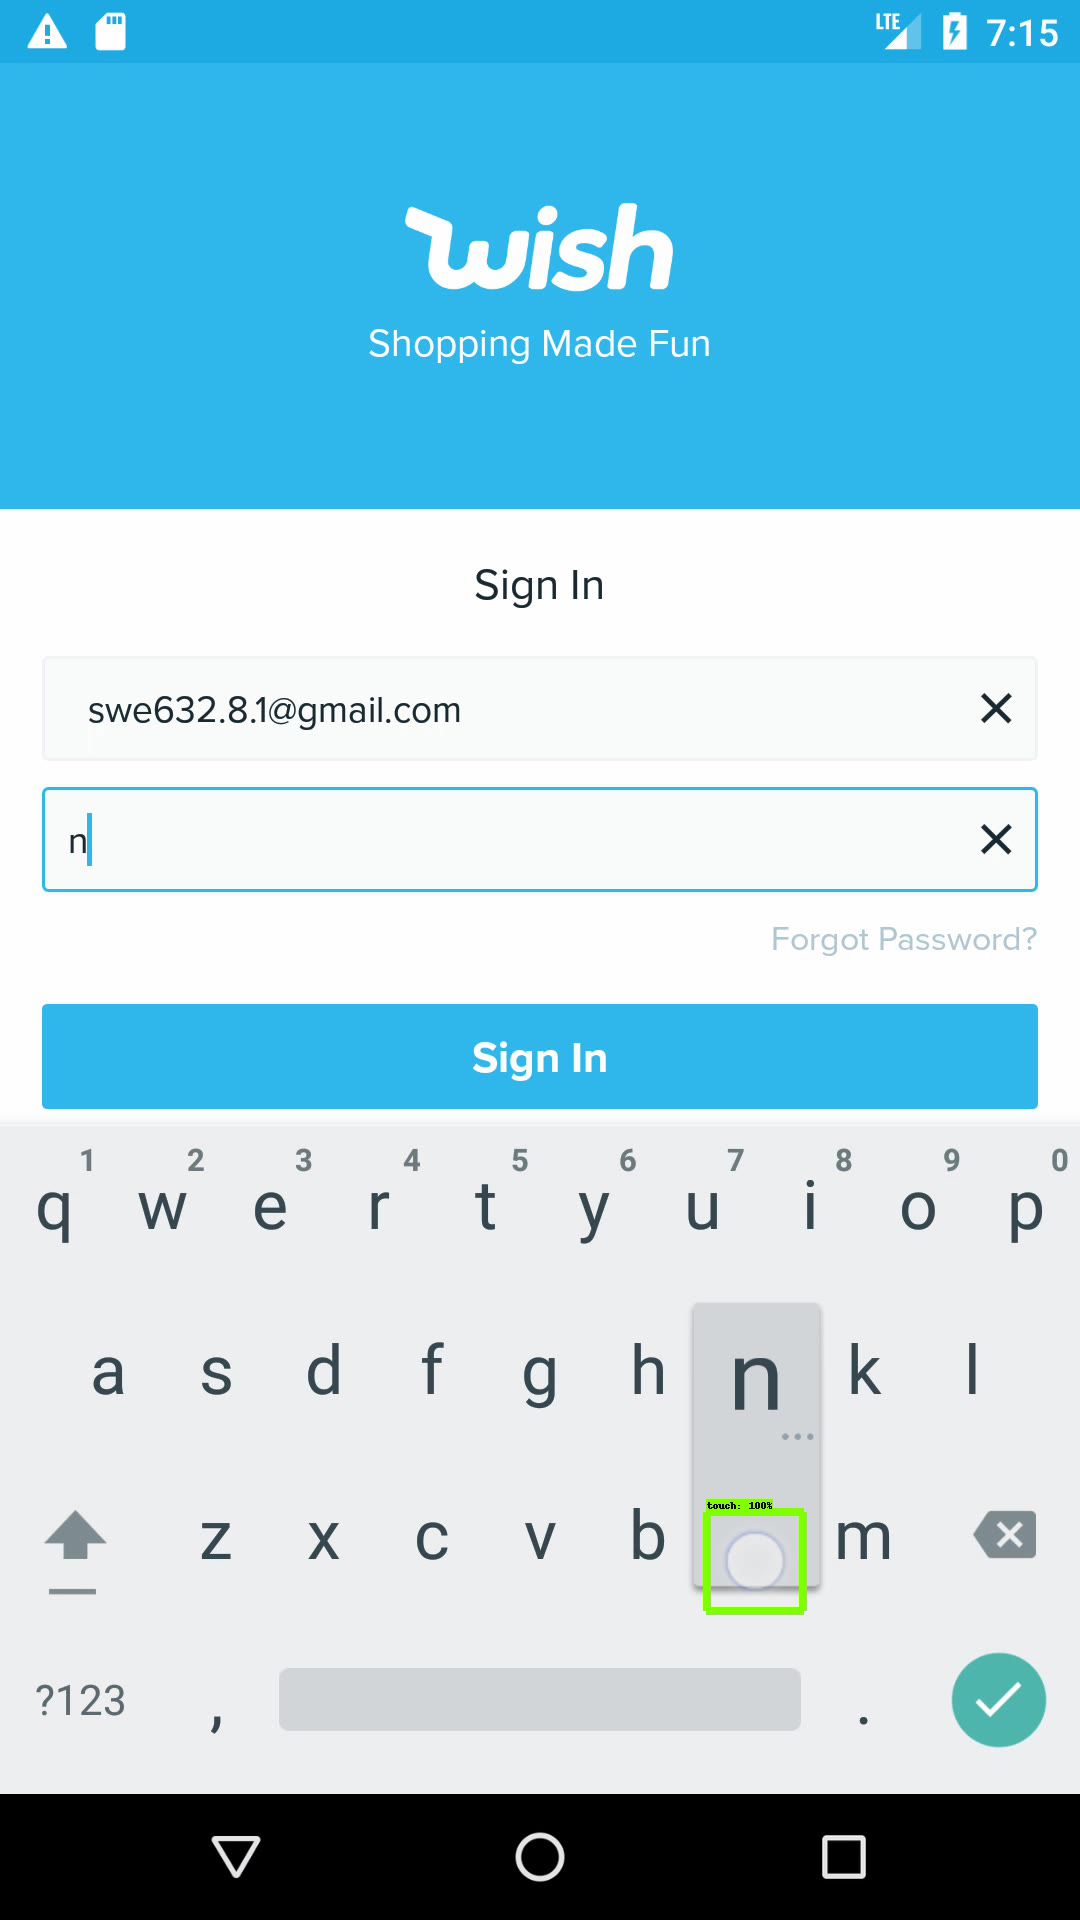 LTE 7:15
wish
Shopping Made Fun
Sign In
swe632.8.1@gmail.com
n
Forgot Password?
Sign In
1 2 3 4 5 6 7 8 9 0
q w e r t y u i o p
a s d f g h n k l
touch: 100%
z x c v b m
?123 , .